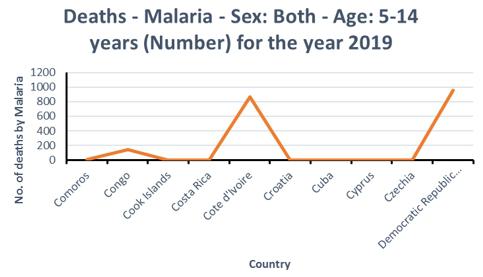 Deaths - Malaria - Sex: Both - Age: 5-14
years (Number) for the year 2019
No. of deaths by Malaria
1200
1000
800
600
400
200
0
Comoros
Congo
Cook Islands
Costa Rica
Cote d'Ivoire
Croatia
Cuba
Cyprus
Czechia
Democratic Republic...
Country